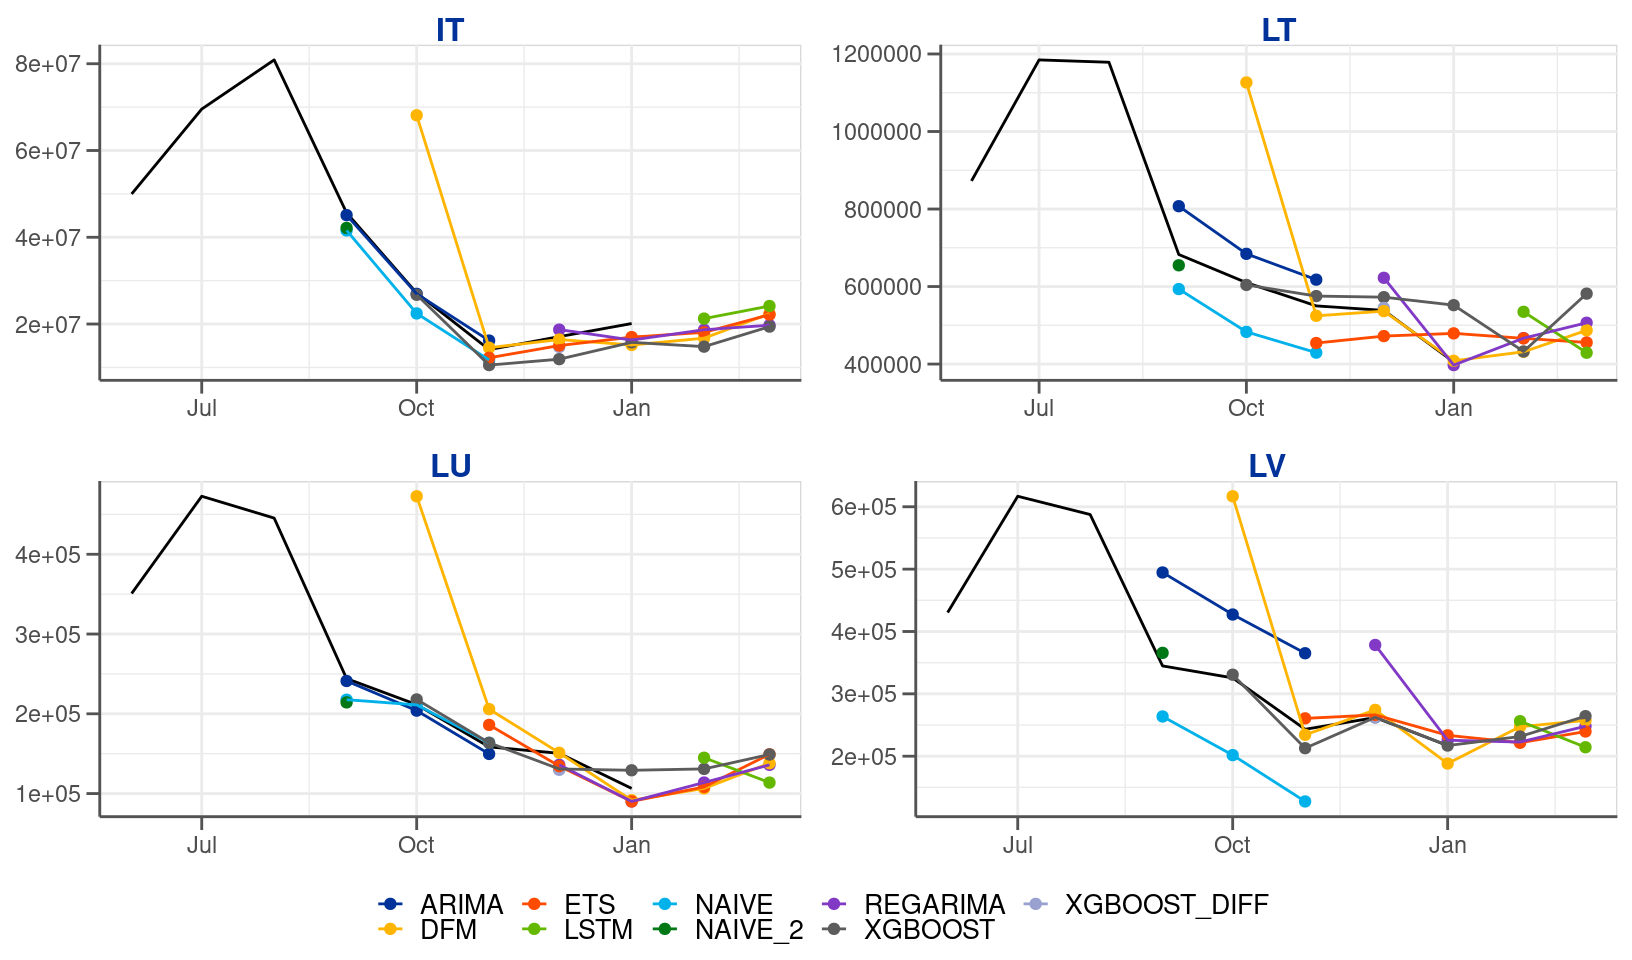 IT
8e+07
6e+07
4e+07
2e+07
Jul Oct Jan
LT
1200000
1000000
800000
600000
400000
Jul Oct Jan
LU
4e+05
3e+05
2e+05
1e+05
Jul Oct Jan
LV
6e+05
5e+05
4e+05
3e+05
2e+05
Jul Oct Jan
ARIMA ETS NAIVE REGARIMA XGBOOST_DIFF
DFM LSTM NAIVE_2 XGBOOST